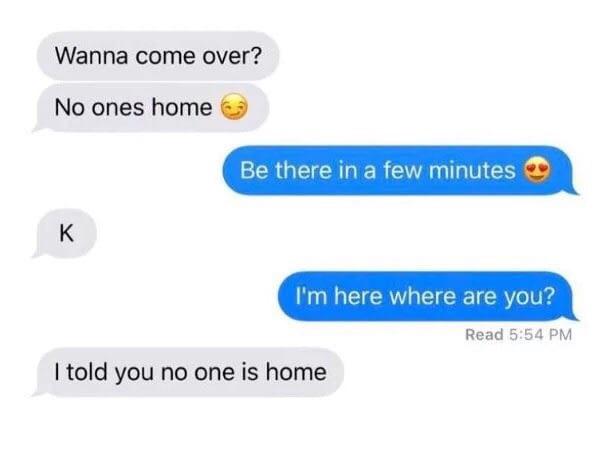 Wanna come over?
No ones home 😏
Be there in a few minutes 😍
K
I'm here where are you?
Read 5:54 PM
I told you no one is home